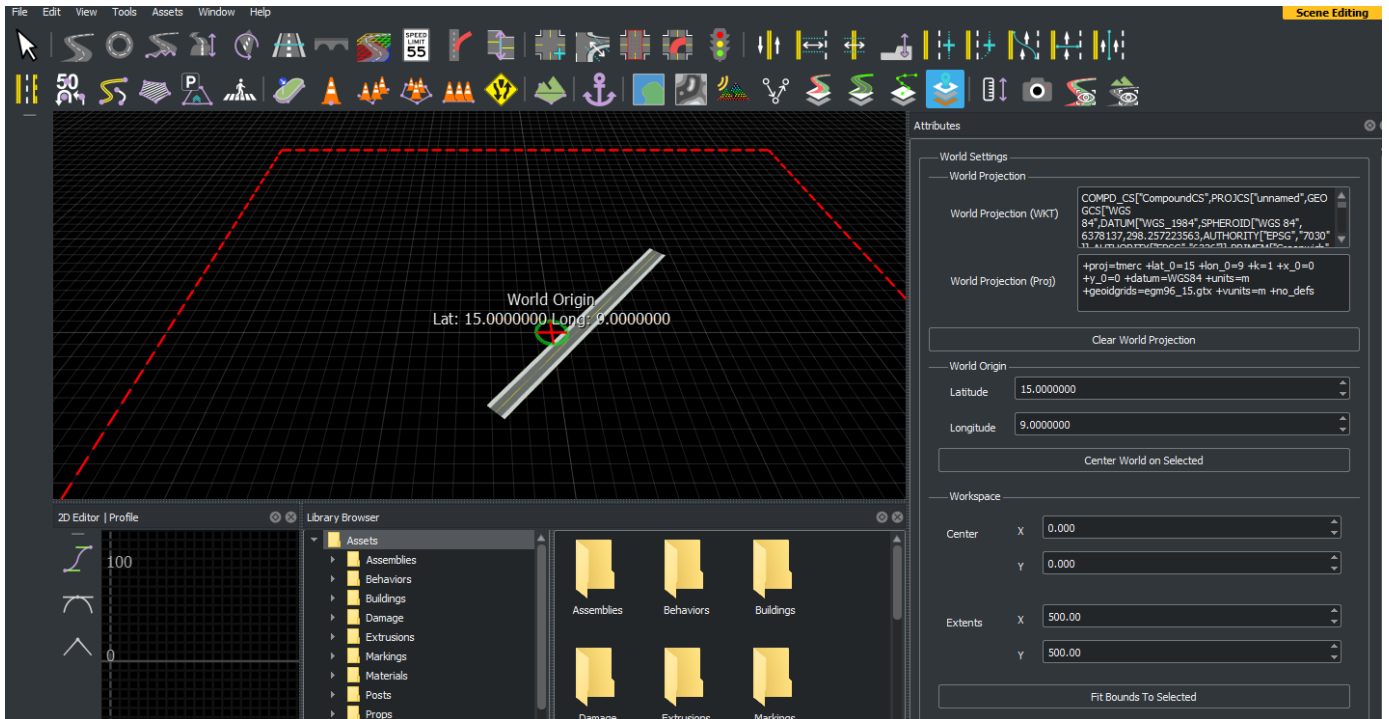 File Edit View Tools Assets Window Help
Scene Editing
SPEED
LIMIT
55
50
P
Attributes
World Settings
World Projection
World Projection (WKT)
COMPD_CS["CompoundCS",PROJCS["unnamed",GEO
GCS["WGS
84",DATUM["WGS_1984",SPHEROID["WGS 84",
6378137,298.257223563,AUTHORITY["EPSG","7030"
World Projection (Proj)
+proj=tmerc +lat_0=15 +lon_0=9 +k=1 +x_0=0
+y_0=0 +datum=WGS84 +units=m
+geoidgrids=egm96_15.gtx +vunits=m +no_defs
Clear World Projection
World Origin
Latitude 15.0000000
Longitude 9.0000000
Center World on Selected
Workspace
Center X 0.000
Y 0.000
Extents X 500.00
Y 500.00
Fit Bounds To Selected
World Origin
Lat: 15.0000000 Long: 9.0000000
2D Editor | Profile
100
0
Library Browser
Assets
Assemblies
Behaviors
Buildings
Damage
Extrusions
Markings
Materials
Posts
Props
Assemblies Behaviors Buildings
Damage Extrusions Markings